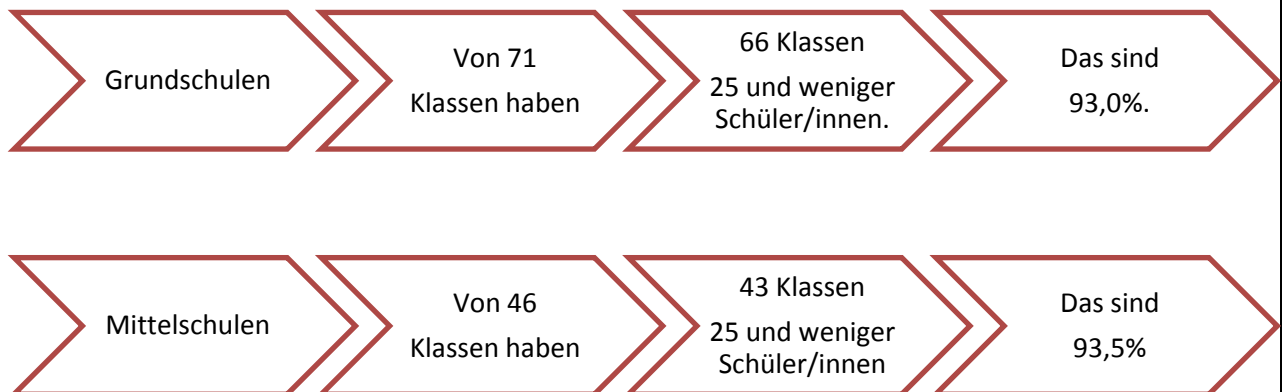 Grundschulen
Von 71
Klassen haben
66 Klassen
25 und weniger
Schüler/innen.
Das sind
93,0%.
Mittelschulen
Von 46
Klassen haben
43 Klassen
25 und weniger
Schüler/innen
Das sind
93,5%